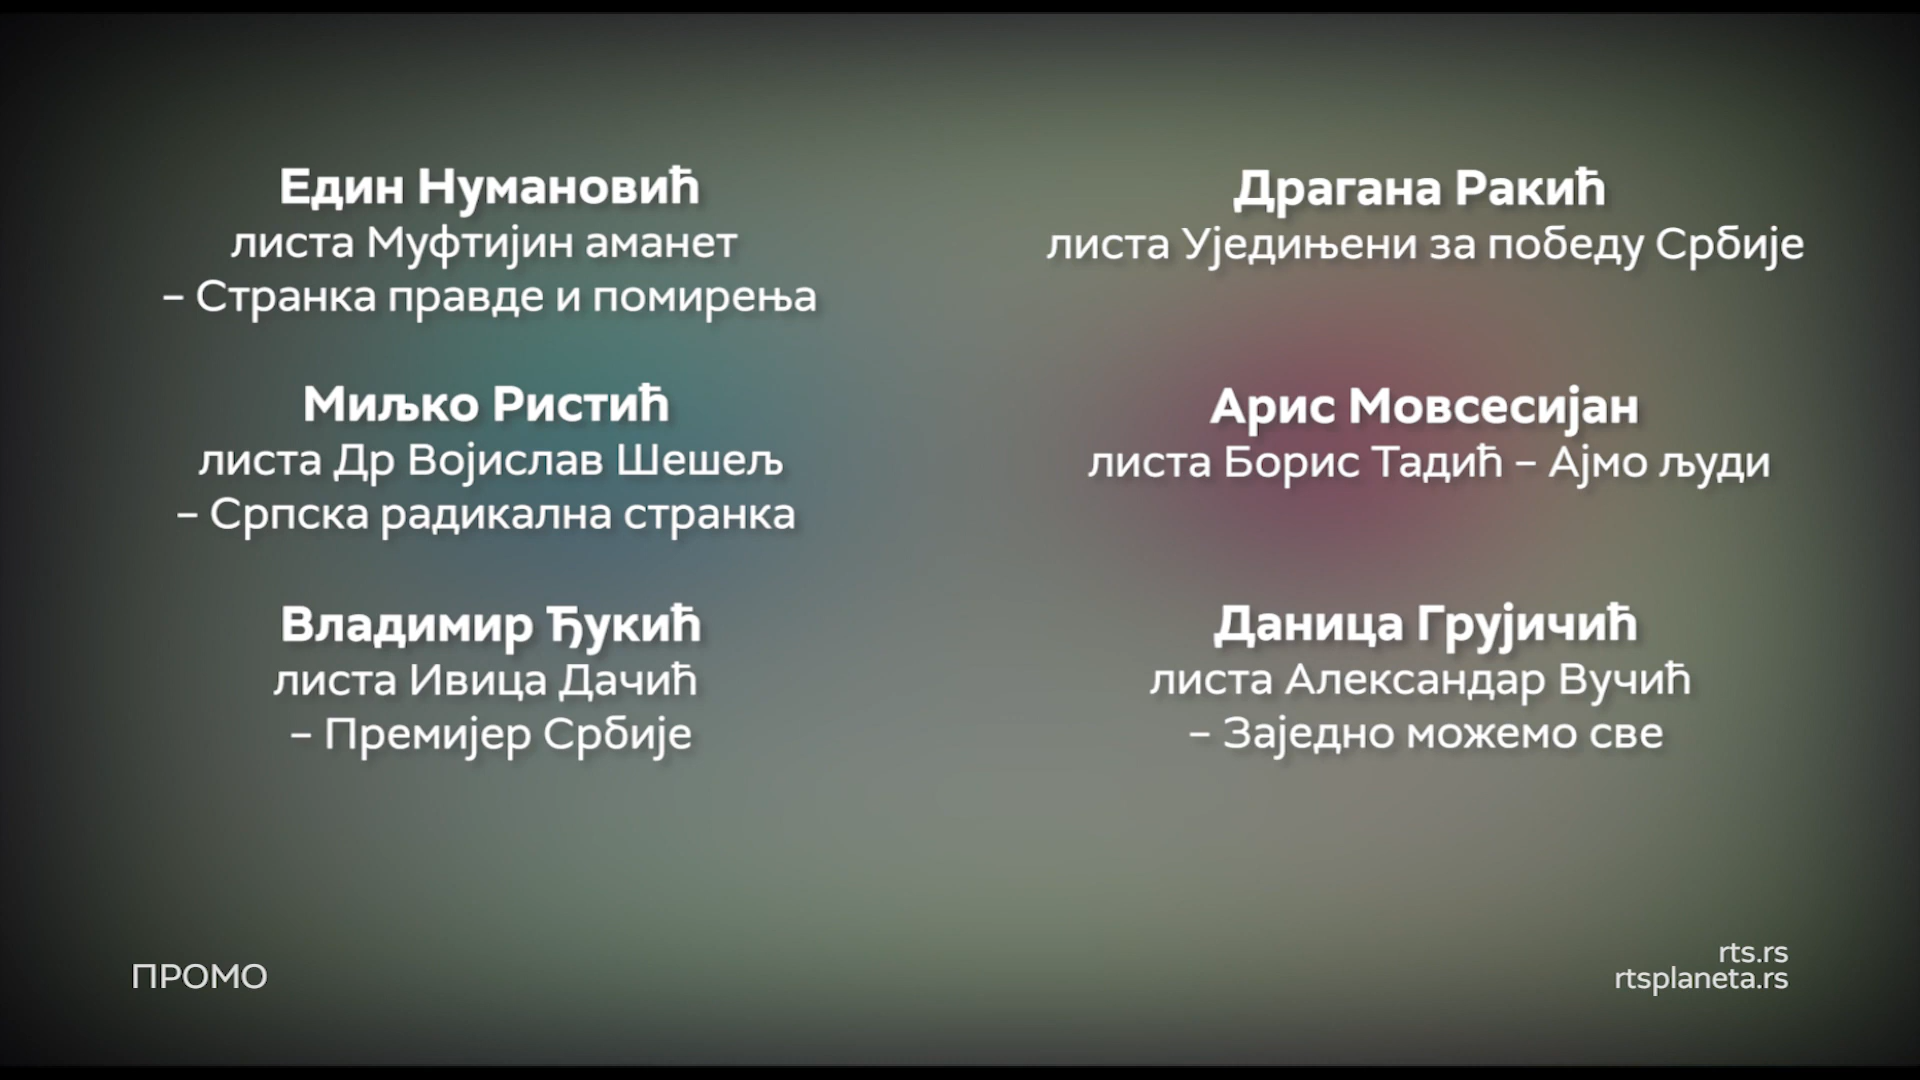 Един Нумановић
листа Муфтијин аманет
– Странка правде и помирења
Миљко Ристић
листа Др Војислав Шешељ
– Српска радикална странка
Владимир Ђукић
листа Ивица Дачић
– Премијер Србије
Драгана Ракић
листа Уједињени за победу Србије
Арис Мовсесијан
листа Борис Тадић – Ајмо људи
Даница Грујичић
листа Александар Вучић
– Заједно можемо све
ПРОМО
rts.rs
rtsplaneta.rs